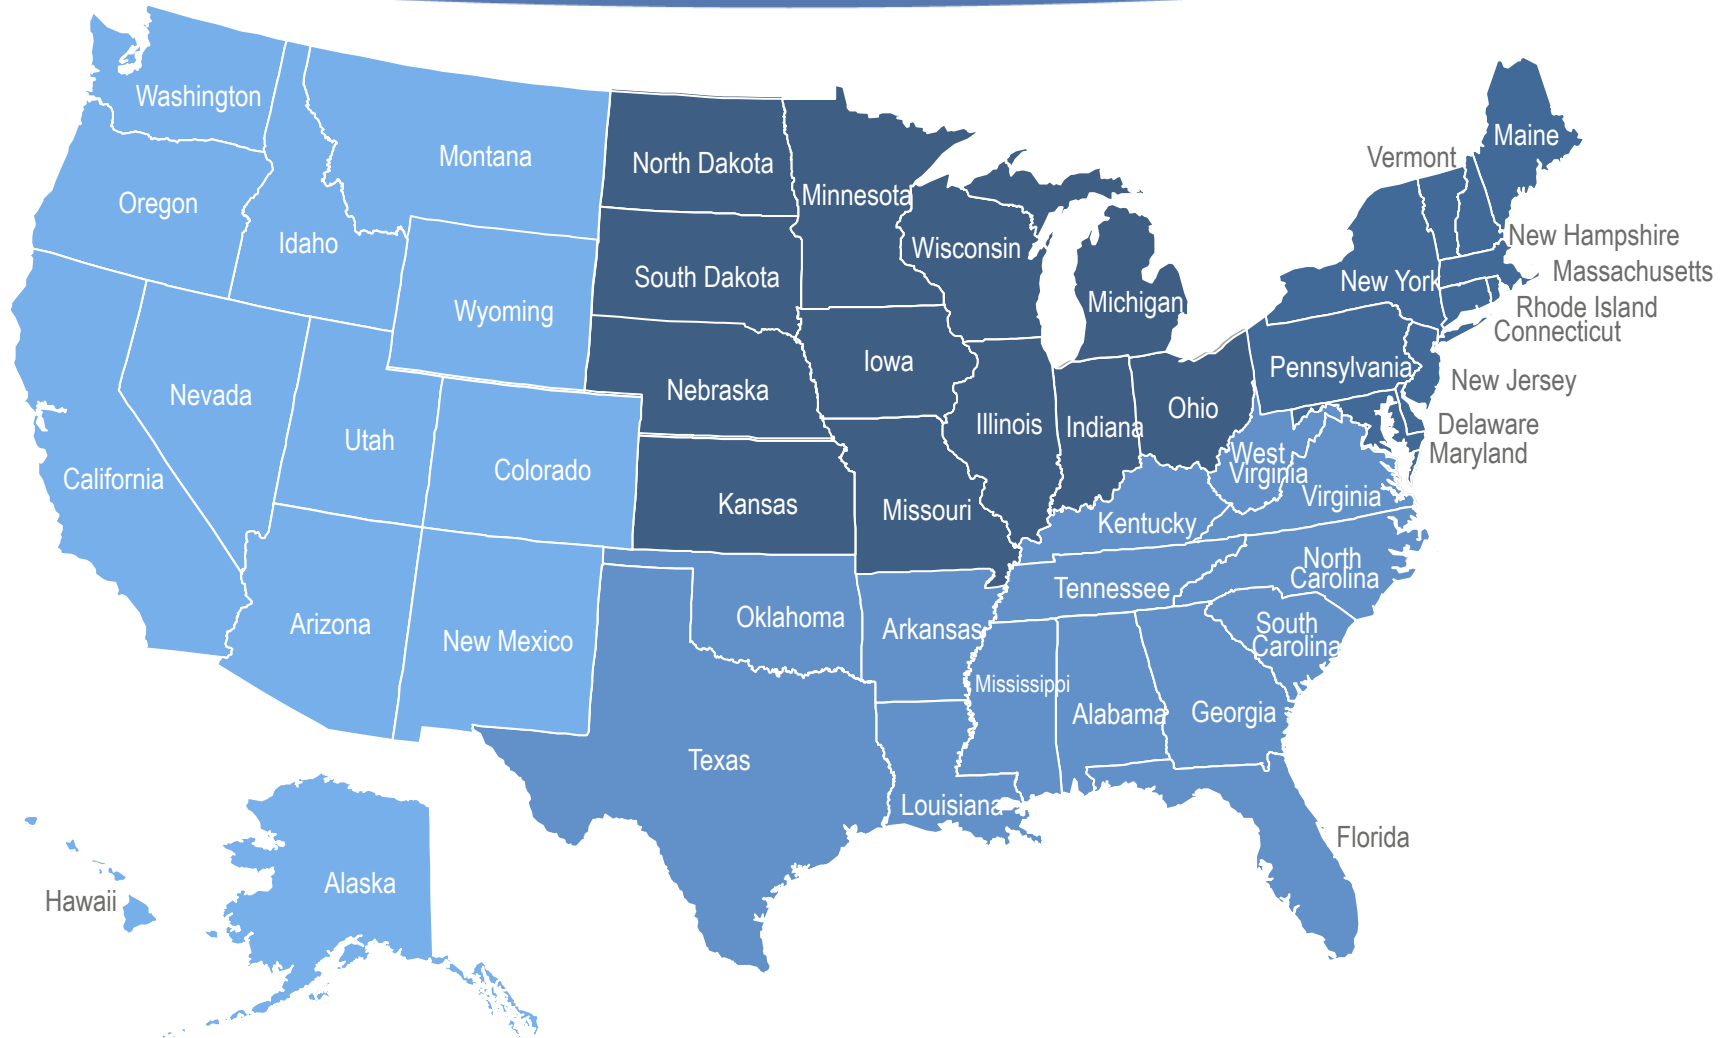 Washington
Maine
Montana
Vermont
North Dakota
Minnesota
Oregon
New Hampshire
Idaho
Wisconsin
Massachusetts
South Dakota
New York
Michigan
Rhode Island
Wyoming
Connecticut
Iowa
Pennsylvania
New Jersey
Nebraska
Nevada
Ohio
Delaware
Illinois
Indiana
Utah
Maryland
West
Virginia
Colorado
California
Virginia
Kansas
Missouri
Kentucky
North
Carolina
Tennessee
Oklahoma
Arizona
Arkansas
South
Carolina
New Mexico
Mississippi
Alabama
Georgia
Texas
Louisiana
Florida
Alaska
Hawaii